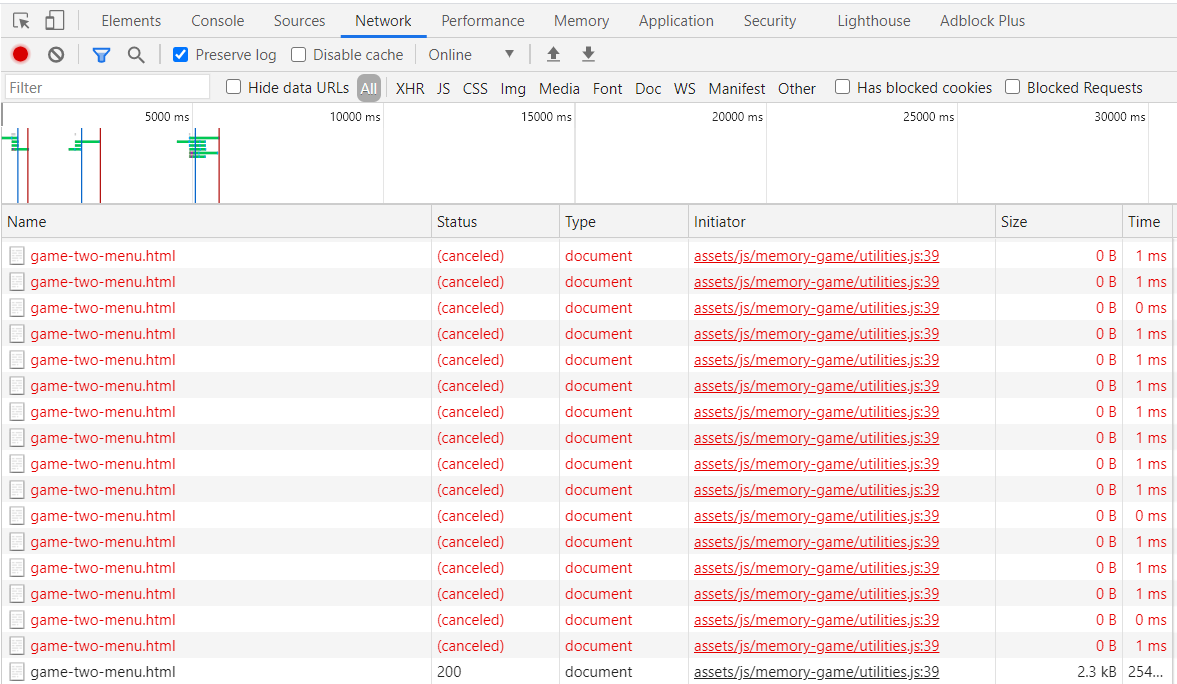 Elements Console Sources Network Performance Memory Application Security Lighthouse Adblock Plus
Preserve log Disable cache Online
Filter Hide data URLs All XHR JS CSS Img Media Font Doc WS Manifest Other Has blocked cookies Blocked Requests
5000 ms 10000 ms 15000 ms 20000 ms 25000 ms 30000 ms
Name Status Type Initiator Size Time
game-two-menu.html (canceled) document assets/js/memory-game/utilities.js:39 0 B 1 ms
game-two-menu.html (canceled) document assets/js/memory-game/utilities.js:39 0 B 1 ms
game-two-menu.html (canceled) document assets/js/memory-game/utilities.js:39 0 B 0 ms
game-two-menu.html (canceled) document assets/js/memory-game/utilities.js:39 0 B 1 ms
game-two-menu.html (canceled) document assets/js/memory-game/utilities.js:39 0 B 1 ms
game-two-menu.html (canceled) document assets/js/memory-game/utilities.js:39 0 B 1 ms
game-two-menu.html (canceled) document assets/js/memory-game/utilities.js:39 0 B 1 ms
game-two-menu.html (canceled) document assets/js/memory-game/utilities.js:39 0 B 1 ms
game-two-menu.html (canceled) document assets/js/memory-game/utilities.js:39 0 B 1 ms
game-two-menu.html (canceled) document assets/js/memory-game/utilities.js:39 0 B 1 ms
game-two-menu.html (canceled) document assets/js/memory-game/utilities.js:39 0 B 0 ms
game-two-menu.html (canceled) document assets/js/memory-game/utilities.js:39 0 B 1 ms
game-two-menu.html (canceled) document assets/js/memory-game/utilities.js:39 0 B 1 ms
game-two-menu.html (canceled) document assets/js/memory-game/utilities.js:39 0 B 1 ms
game-two-menu.html (canceled) document assets/js/memory-game/utilities.js:39 0 B 0 ms
game-two-menu.html (canceled) document assets/js/memory-game/utilities.js:39 0 B 1 ms
game-two-menu.html 200 document assets/js/memory-game/utilities.js:39 2.3 kB 254...